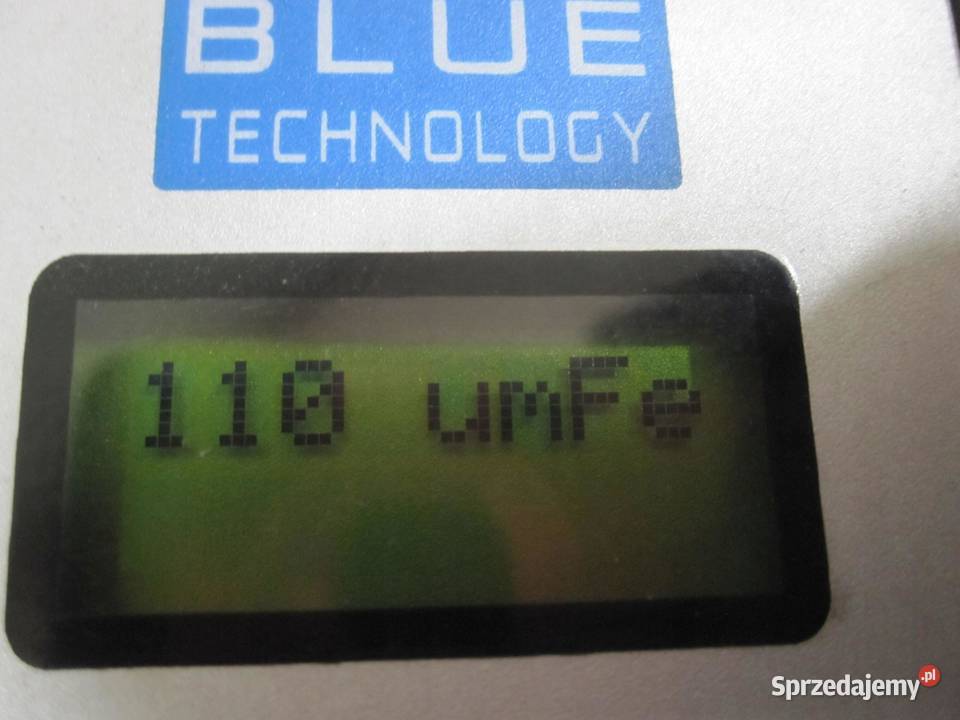 BLUE
TECHNOLOGY
110 umFe
Sprzedajemy.pl